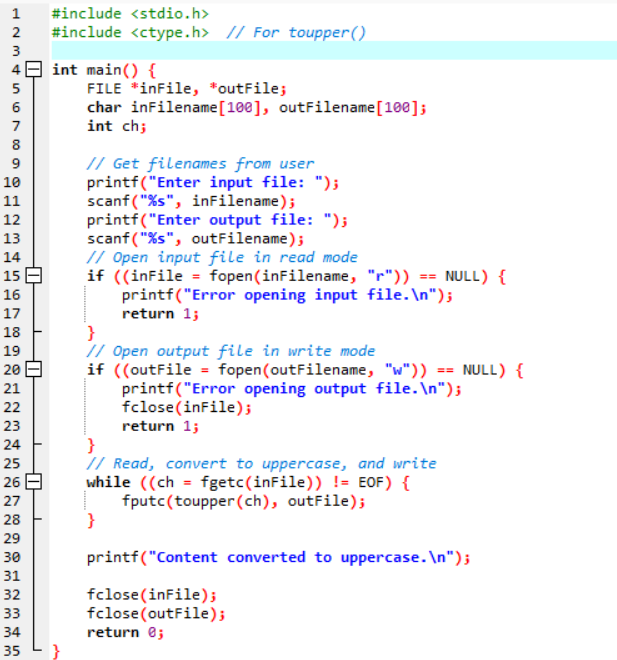 1 #include <stdio.h>
2 #include <ctype.h>  // For toupper()
3
4 int main() {
5     FILE *inFile, *outFile;
6     char inFilename[100], outFilename[100];
7     int ch;
8
9     // Get filenames from user
10     printf("Enter input file: ");
11     scanf("%s", inFilename);
12     printf("Enter output file: ");
13     scanf("%s", outFilename);
14     // Open input file in read mode
15     if ((inFile = fopen(inFilename, "r")) == NULL) {
16         printf("Error opening input file.\n");
17         return 1;
18     }
19     // Open output file in write mode
20     if ((outFile = fopen(outFilename, "w")) == NULL) {
21         printf("Error opening output file.\n");
22         fclose(inFile);
23         return 1;
24     }
25     // Read, convert to uppercase, and write
26     while ((ch = fgetc(inFile)) != EOF) {
27         fputc(toupper(ch), outFile);
28     }
29
30     printf("Content converted to uppercase.\n");
31
32     fclose(inFile);
33     fclose(outFile);
34     return 0;
35 }